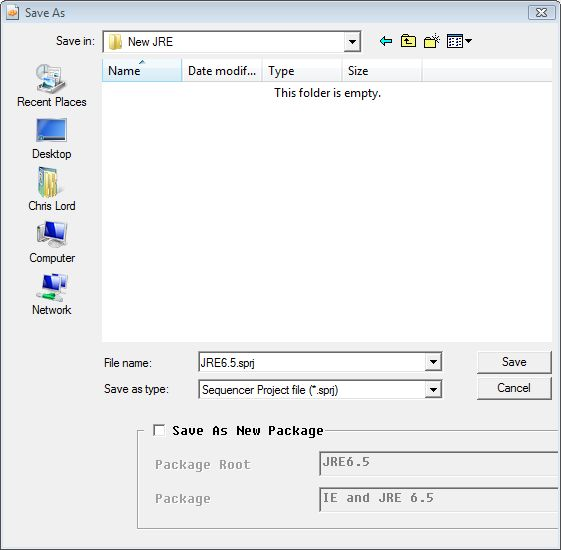 Save As
Save in: New JRE
Name Date modif... Type Size
This folder is empty.
Recent Places
Desktop
Chris Lord
Computer
Network
File name: JRE6.5.sprj Save
Save as type: Sequencer Project file (*.sprj) Cancel
Save As New Package
Package Root JRE6.5
Package IE and JRE 6.5